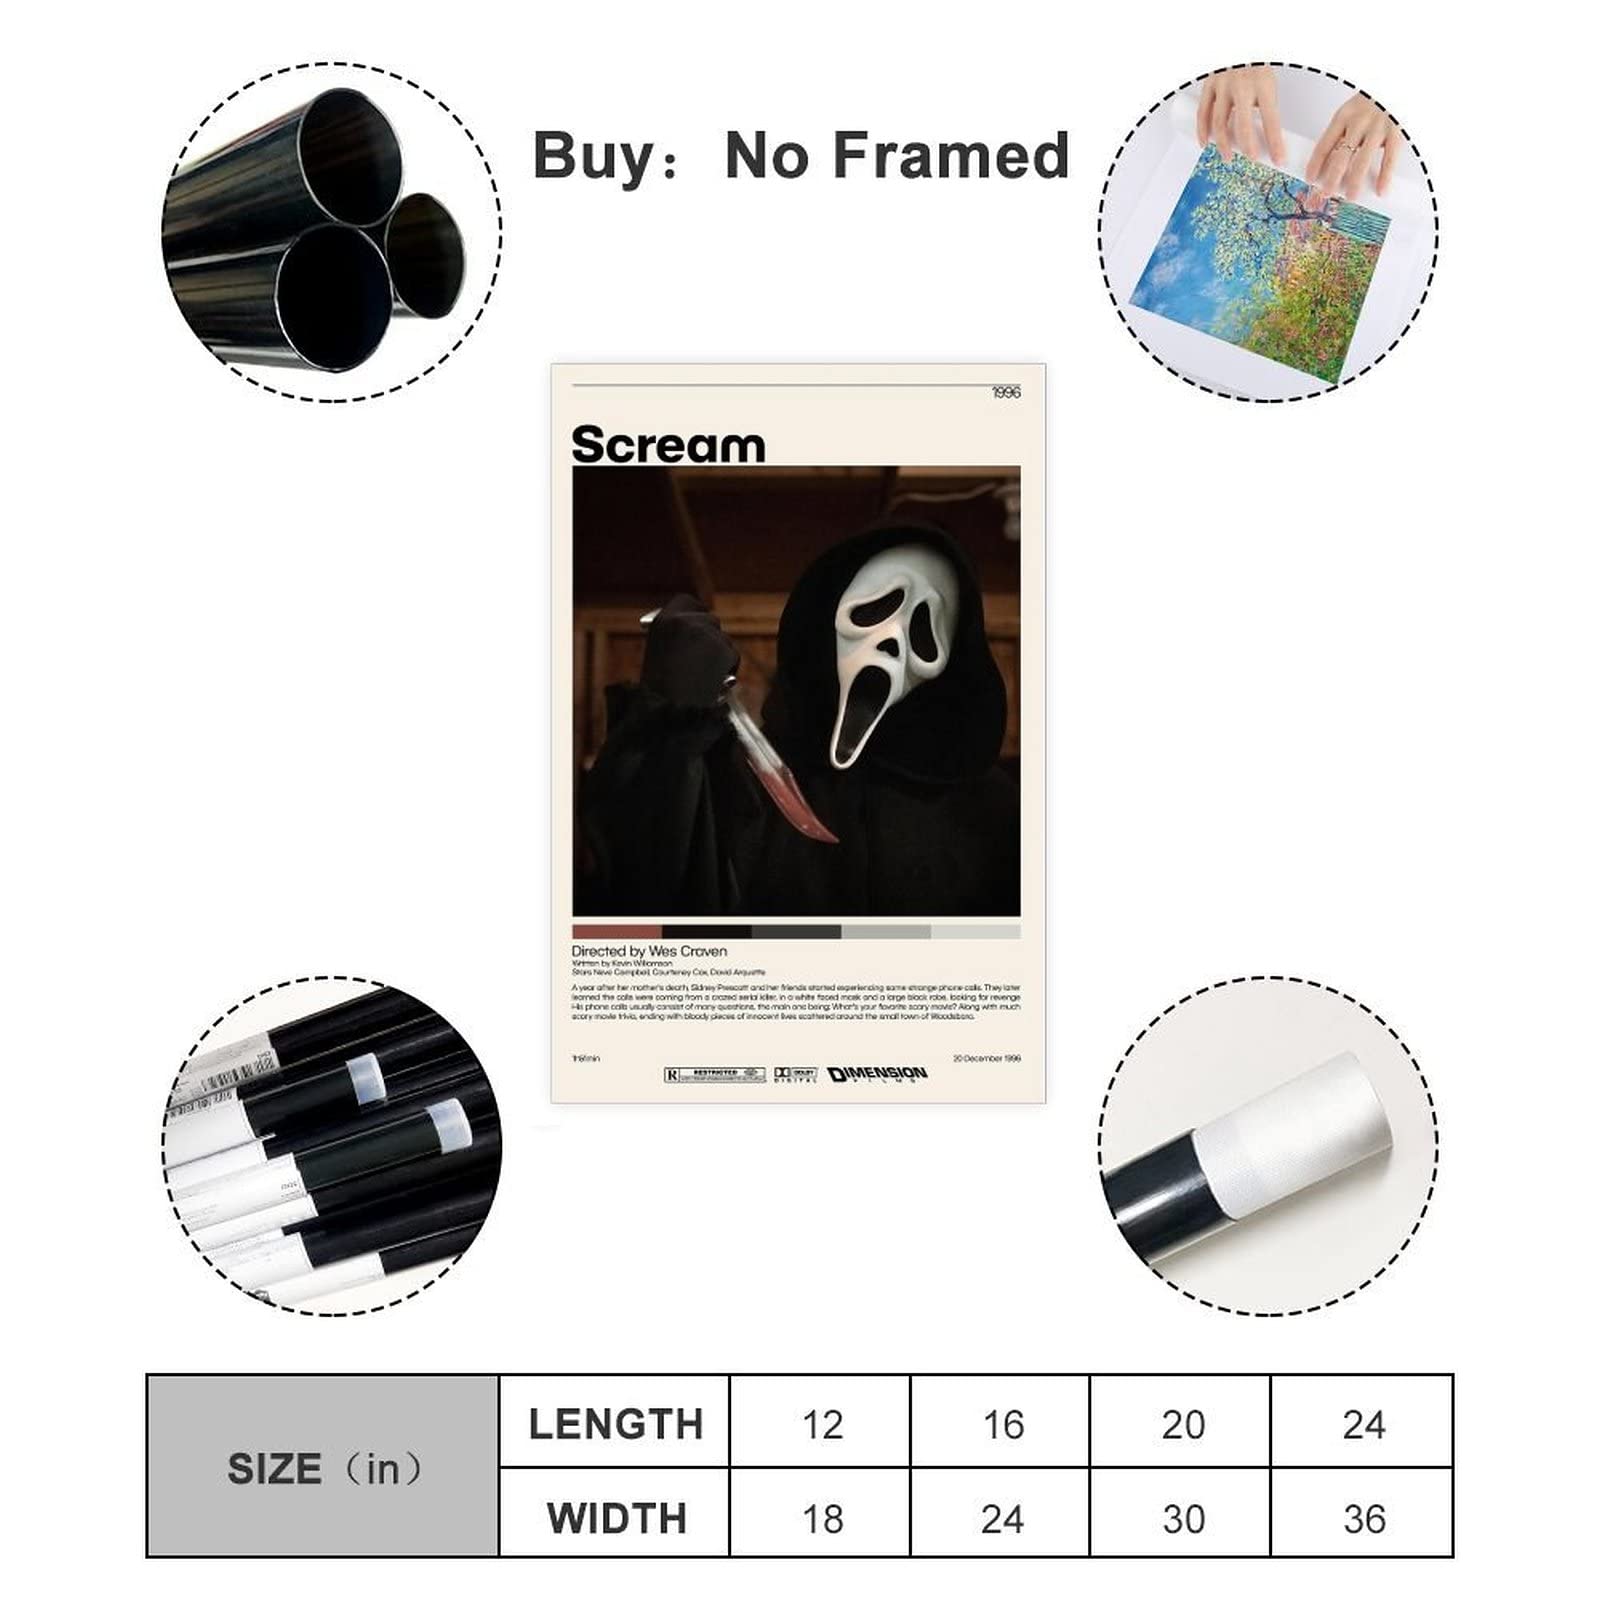 Buy：No Framed
1996
Scream
Directed by Wes Craven
Written by Kevin Williamson
Stars Neve Campbell, Courteney Cox, David Arquette
A year after her mother's death, Sidney Prescott and her friends started experiencing some strange phone calls. They later
learned the calls were coming from a crazed serial killer, in a white faced mask and a large black robe, looking for revenge
His phone calls usually consist of many questions, the main one being: What's your favorite scary movie? Along with much
scary movie trivia, ending with bloody pieces of innocent lives scattered around the small town of Woodsboro.
20 December 1996
R RESTRICTED
DOLBY
DIGITAL
DIMENSION
FILMS
SIZE（in）
LENGTH 12 16 20 24
WIDTH 18 24 30 36